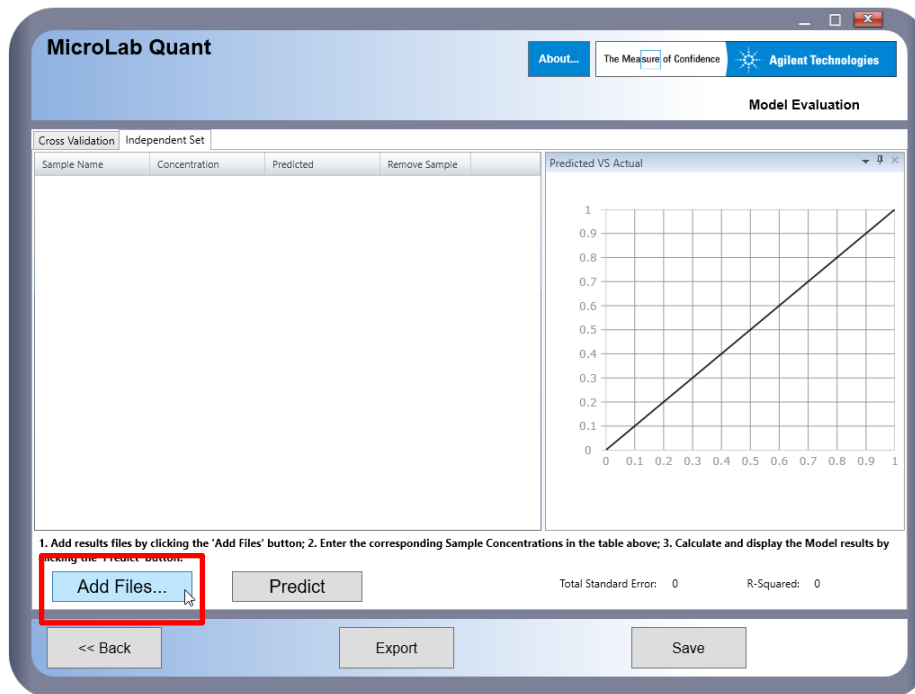 MicroLab Quant
About...
The Measure of Confidence
Agilent Technologies
Model Evaluation
Cross Validation
Independent Set
Sample Name
Concentration
Predicted
Remove Sample
Predicted VS Actual
1
0.9
0.8
0.7
0.6
0.5
0.4
0.3
0.2
0.1
0
0 0.1 0.2 0.3 0.4 0.5 0.6 0.7 0.8 0.9 1
1. Add results files by clicking the 'Add Files' button; 2. Enter the corresponding Sample Concentrations in the table above; 3. Calculate and display the Model results by
clicking the 'Predict' button.
Add Files...
Predict
Total Standard Error: 0
R-Squared: 0
<< Back
Export
Save